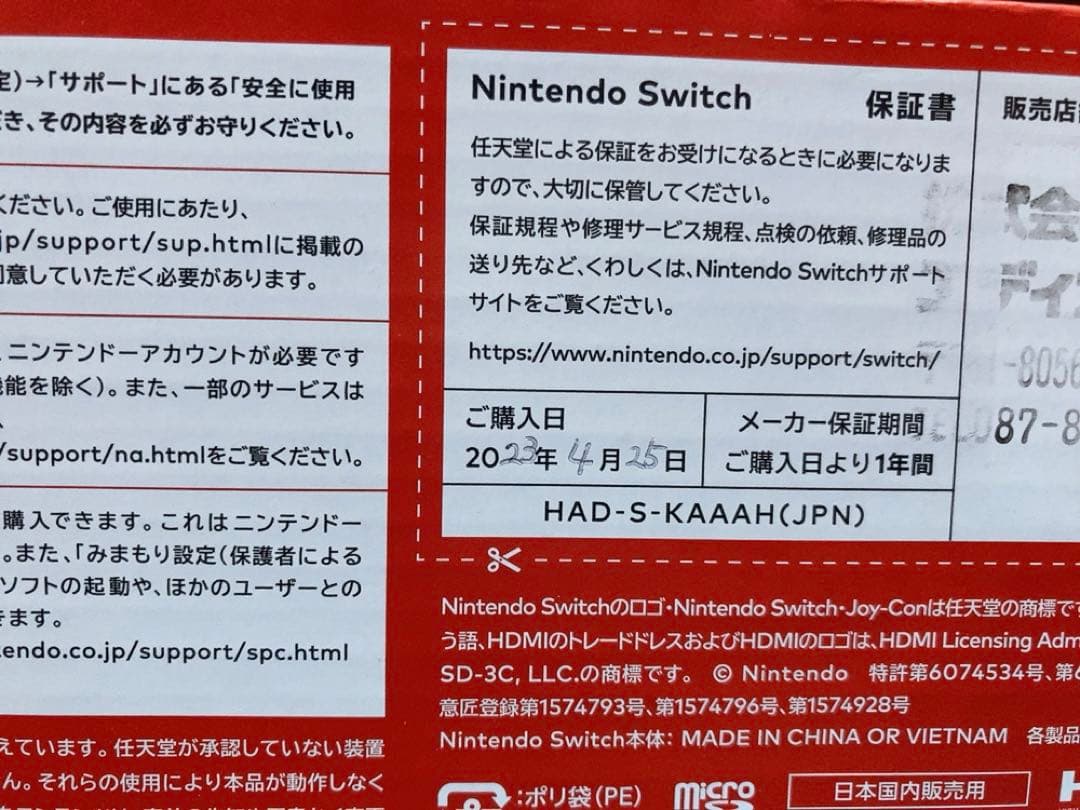 定)→「サポート」にある「安全に使用
だき、その内容を必ずお守りください。
ください。ご使用にあたり、
jp/support/sup.htmlに掲載の
同意していただく必要があります。
ニンテンドーアカウントが必要です
機能を除く)。また、一部のサービスは
/support/na.htmlをご覧ください。
購入できます。これはニンテンドー
。また、「みまもり設定(保護者による
ソフトの起動や、ほかのユーザーとの
きます。
tendo.co.jp/support/spc.html
えています。任天堂が承認していない装置
ん。それらの使用により本品が動作しなく
Nintendo Switch 保証書
任天堂による保証をお受けになるときに必要になりま
すので、大切に保管してください。
保証規程や修理サービス規程、点検の依頼、修理品の
送り先など、くわしくは、Nintendo Switchサポート
サイトをご覧ください。
https://www.nintendo.co.jp/support/switch/
ご購入日
2023年 4月25日
メーカー保証期間
ご購入日より1年間
HAD-S-KAAAH(JPN)
販売店
式会
ディ
-8056
87-8
Nintendo Switchのロゴ・Nintendo Switch・Joy-Conは任天堂の商標です
う語、HDMIのトレードドレスおよびHDMIのロゴは、HDMI Licensing Adm
SD-3C, LLC.の商標です。 © Nintendo 特許第6074534号、第6
意匠登録第1574793号、第1574796号、第1574928号
Nintendo Switch本体: MADE IN CHINA OR VIETNAM 各製品
:ポリ袋(PE)
micro
日本国内販売用